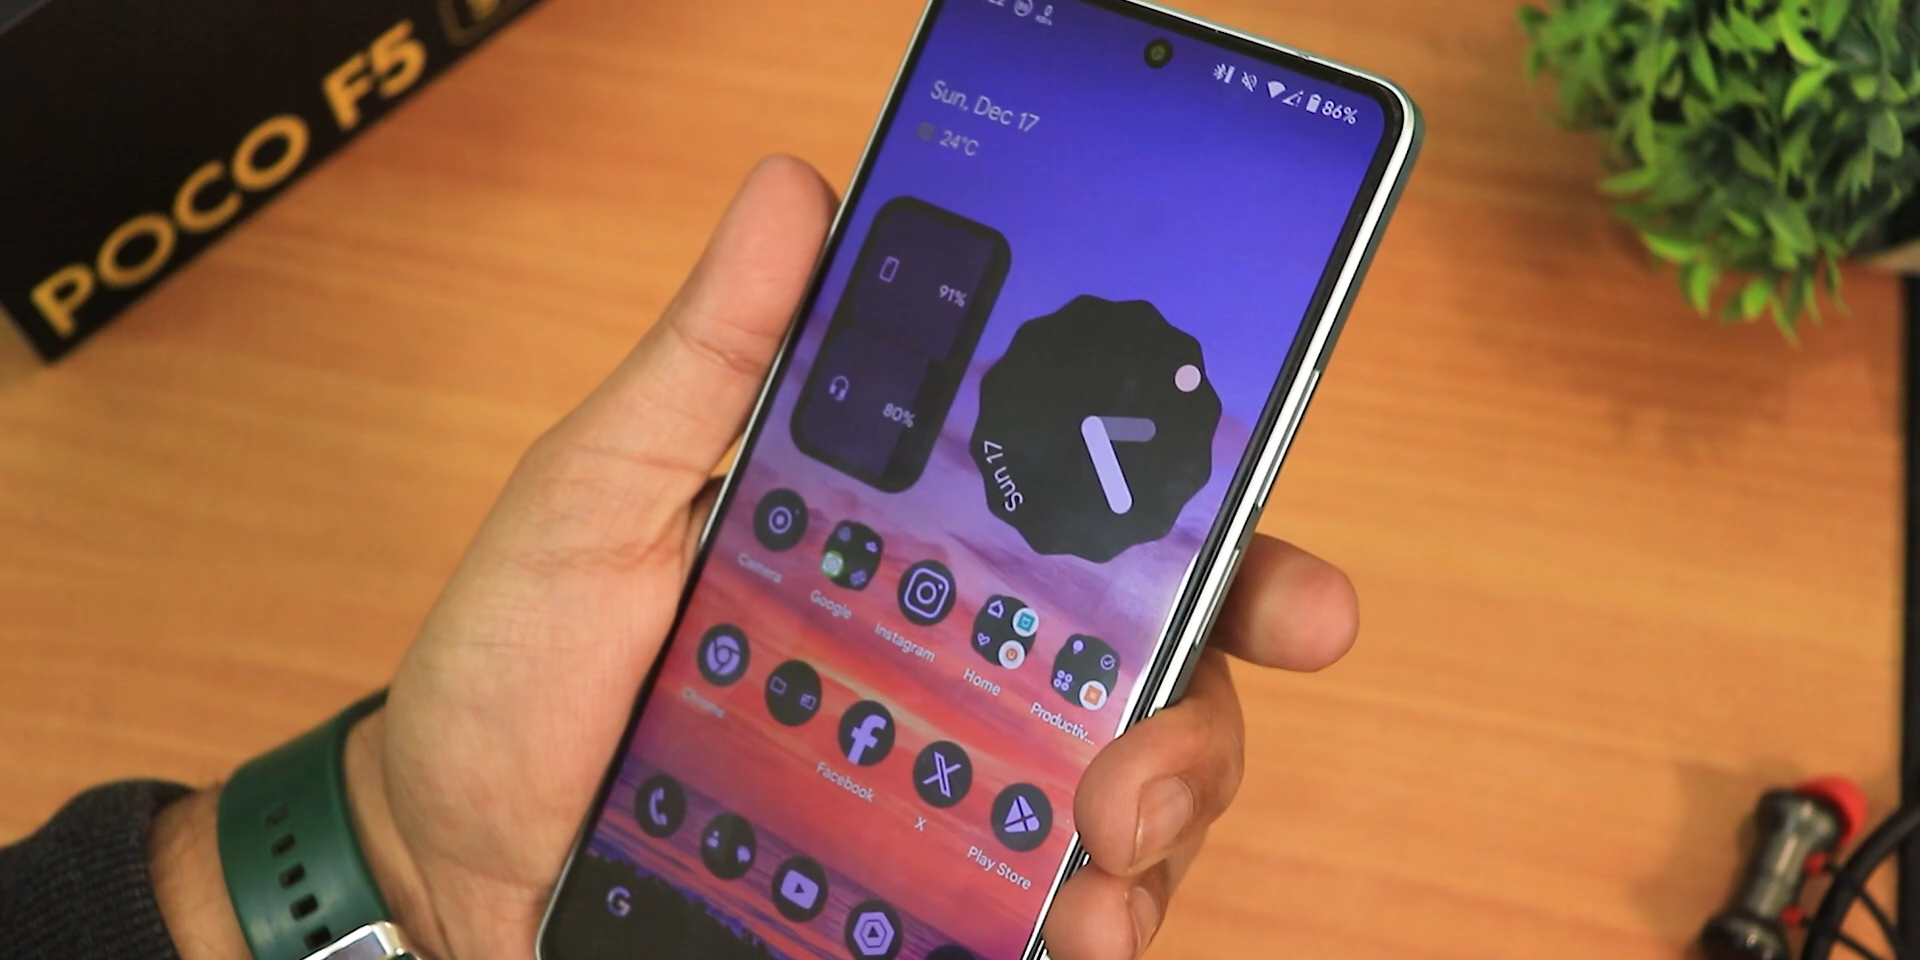 POCO F5
86%
Sun, Dec 17
24°C
91%
80%
Sun 17
Camera
Google
Instagram
Home
Productiv...
Chrome
Facebook
X
Play Store
G